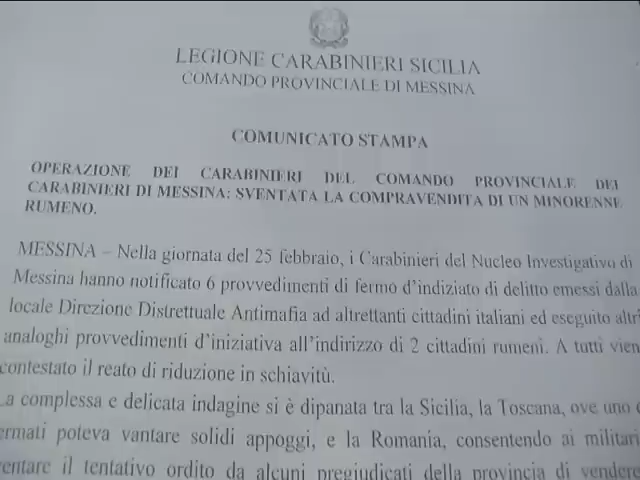 LEGIONE CARABINIERI SICILIA
COMANDO PROVINCIALE DI MESSINA
COMUNICATO STAMPA
OPERAZIONE DEI CARABINIERI DEL COMANDO PROVINCIALE DEI
CARABINIERI DI MESSINA: SVENTATA LA COMPRAVENDITA DI UN MINORENNE
RUMENO.
MESSINA – Nella giornata del 25 febbraio, i Carabinieri del Nucleo Investigativo di
Messina hanno notificato 6 provvedimenti di fermo d'indiziato di delitto emessi dalla
locale Direzione Distrettuale Antimafia ad altrettanti cittadini italiani ed eseguito altri
analoghi provvedimenti d'iniziativa all'indirizzo di 2 cittadini rumeni. A tutti vien
contestato il reato di riduzione in schiavitù.
La complessa e delicata indagine si è dipanata tra la Sicilia, la Toscana, ove uno d
ermati poteva vantare solidi appoggi, e la Romania, consentendo ai militari
ventare il tentativo ordito da alcuni pregiudicati della provincia di vendere